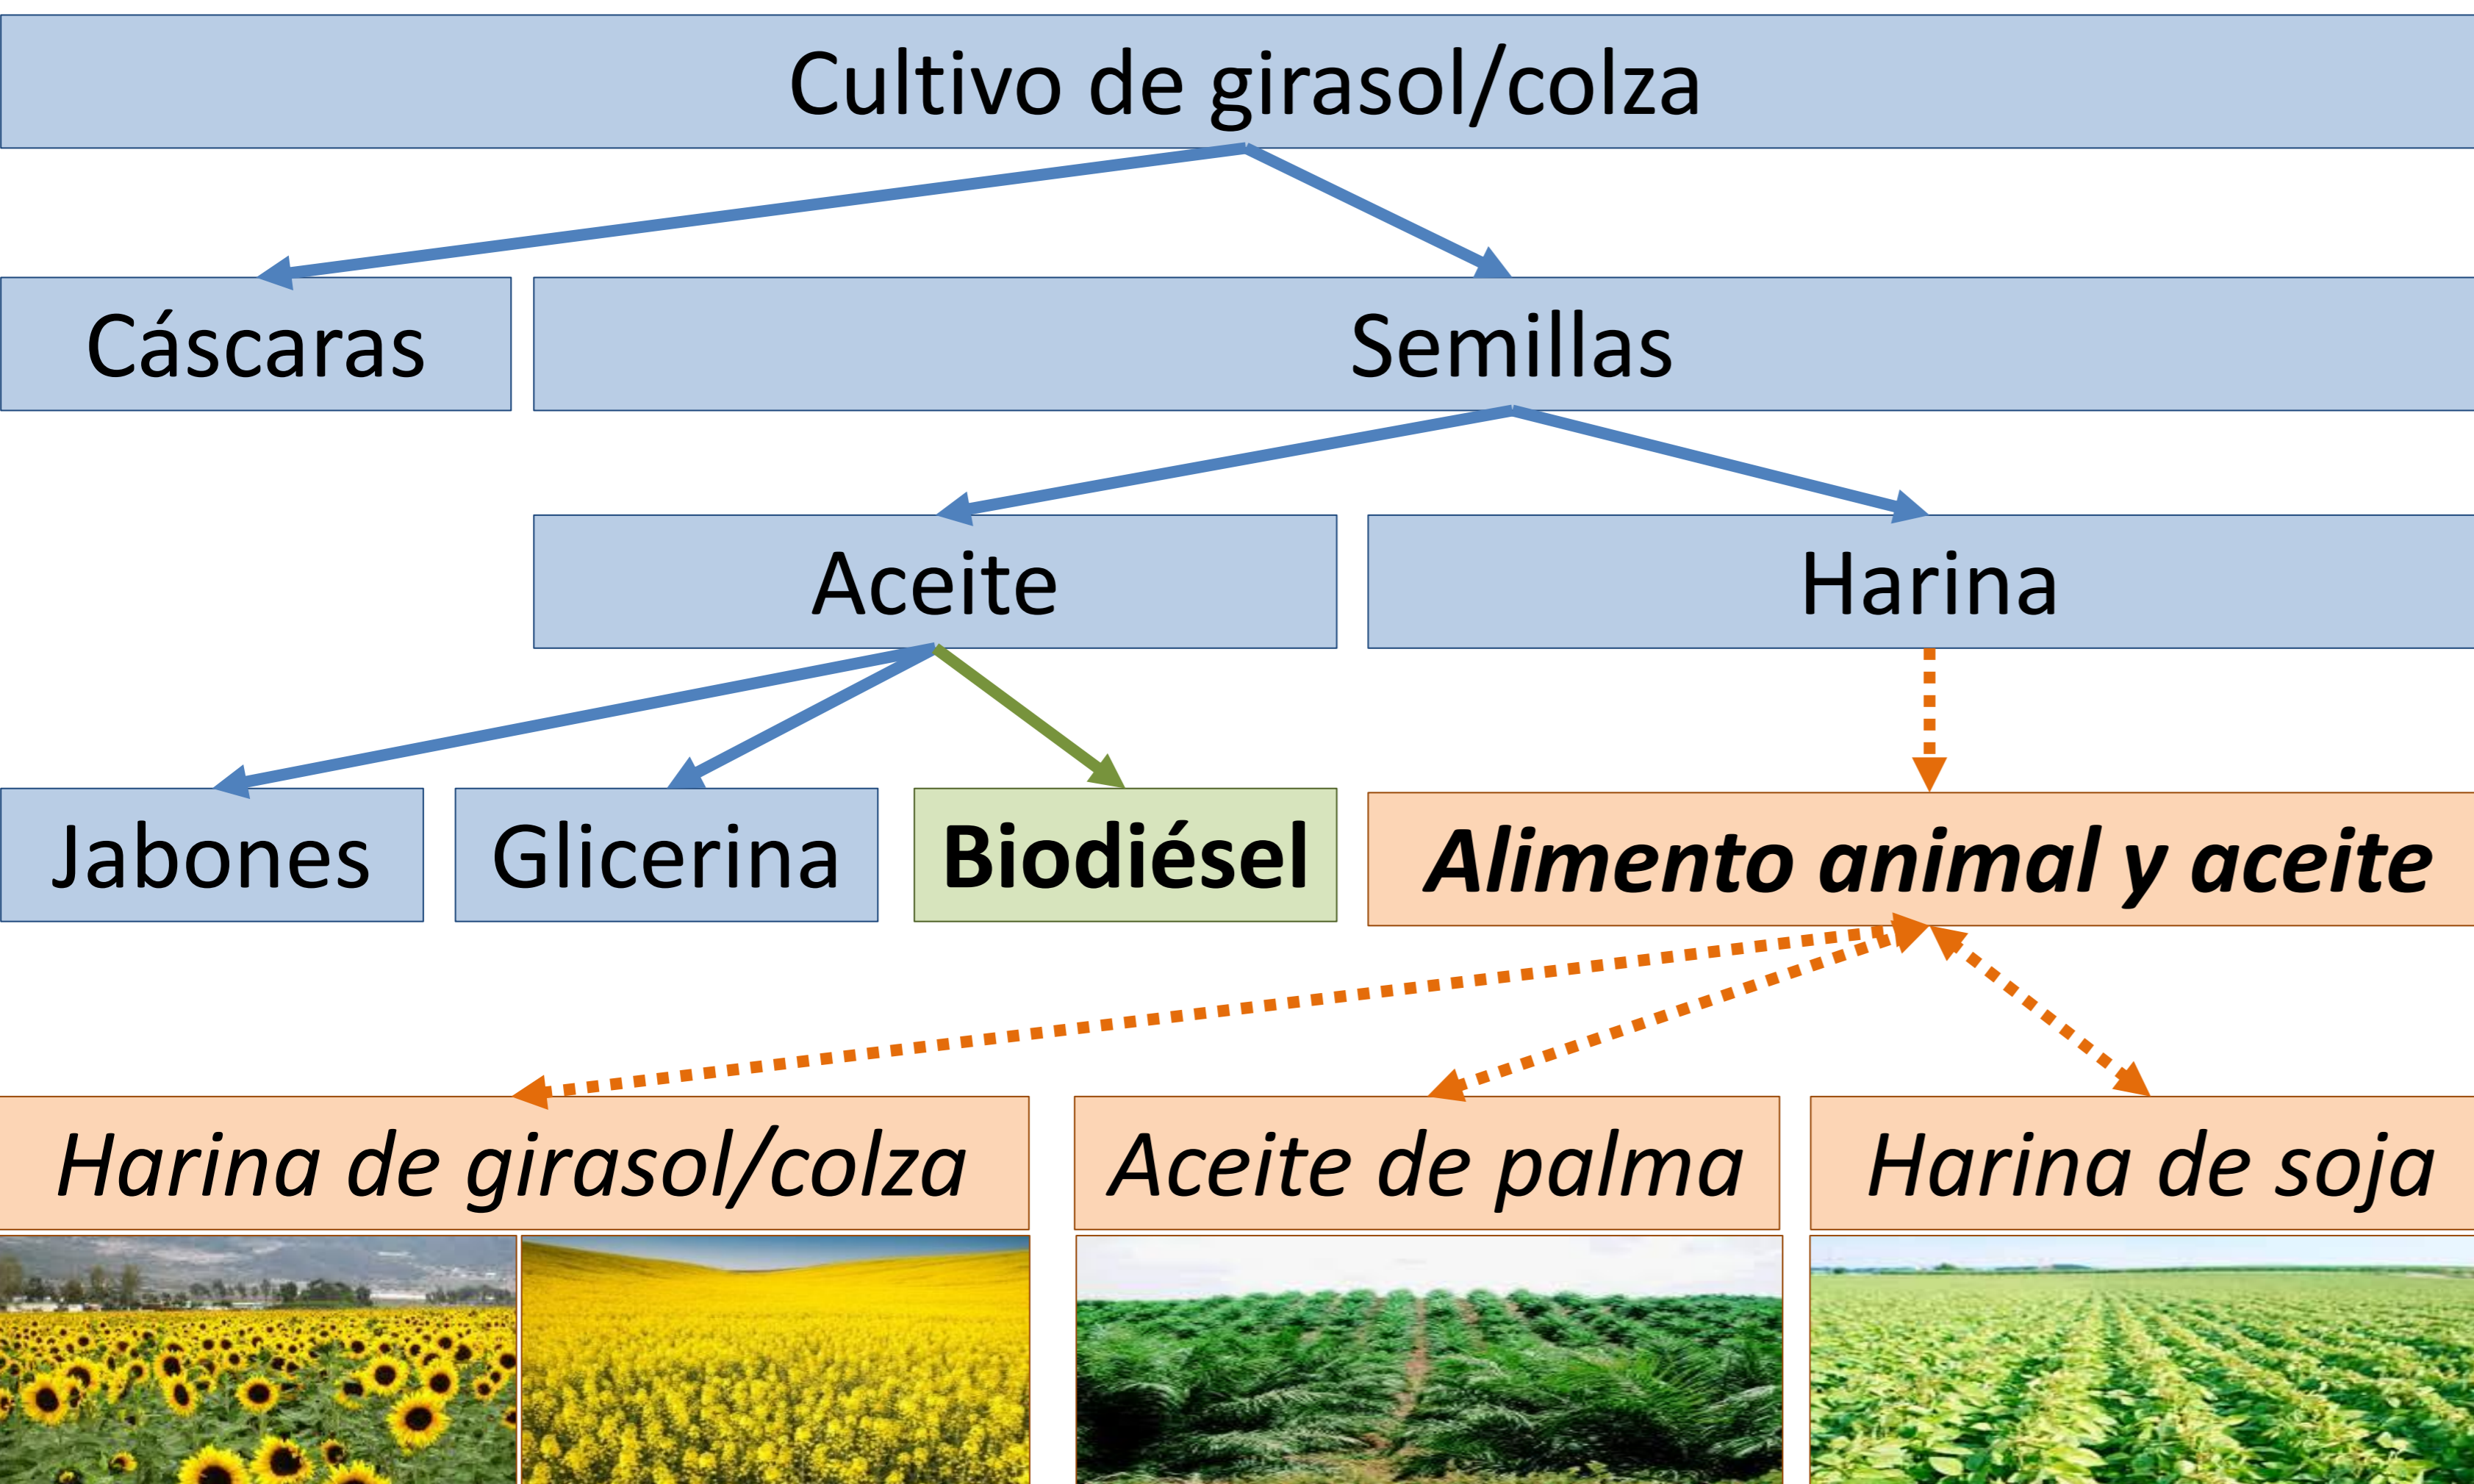 Cultivo de girasol/colza
Cáscaras
Semillas
Aceite
Harina
Jabones
Glicerina
Biodiésel
Alimento animal y aceite
Harina de girasol/colza
Aceite de palma
Harina de soja